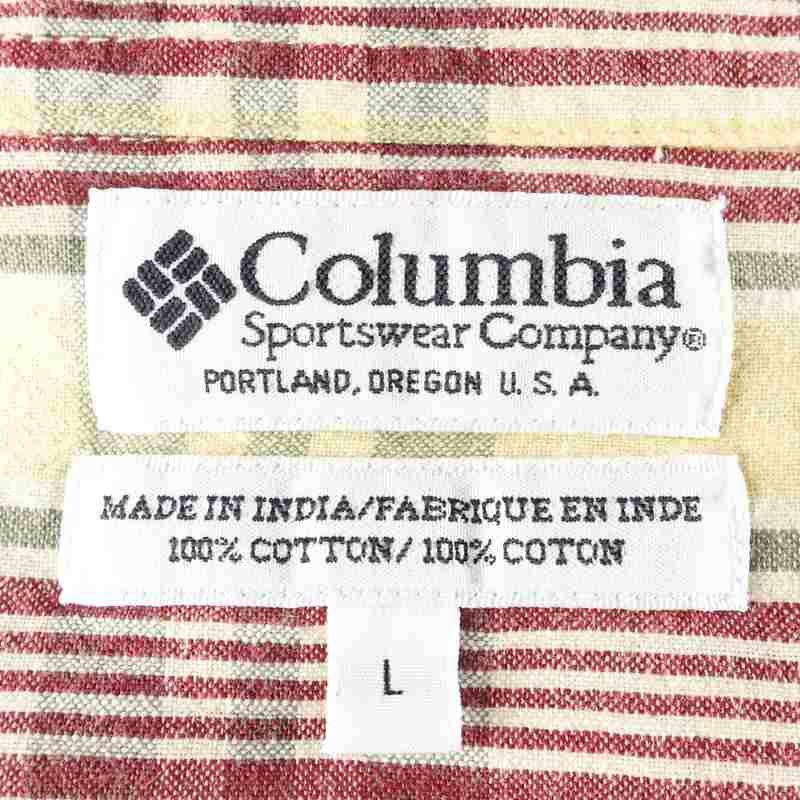 Columbia
Sportswear Company®
PORTLAND, OREGON U. S. A.
MADE IN INDIA/FABRIQUE EN INDE
100% COTTON/ 100% COTON
L